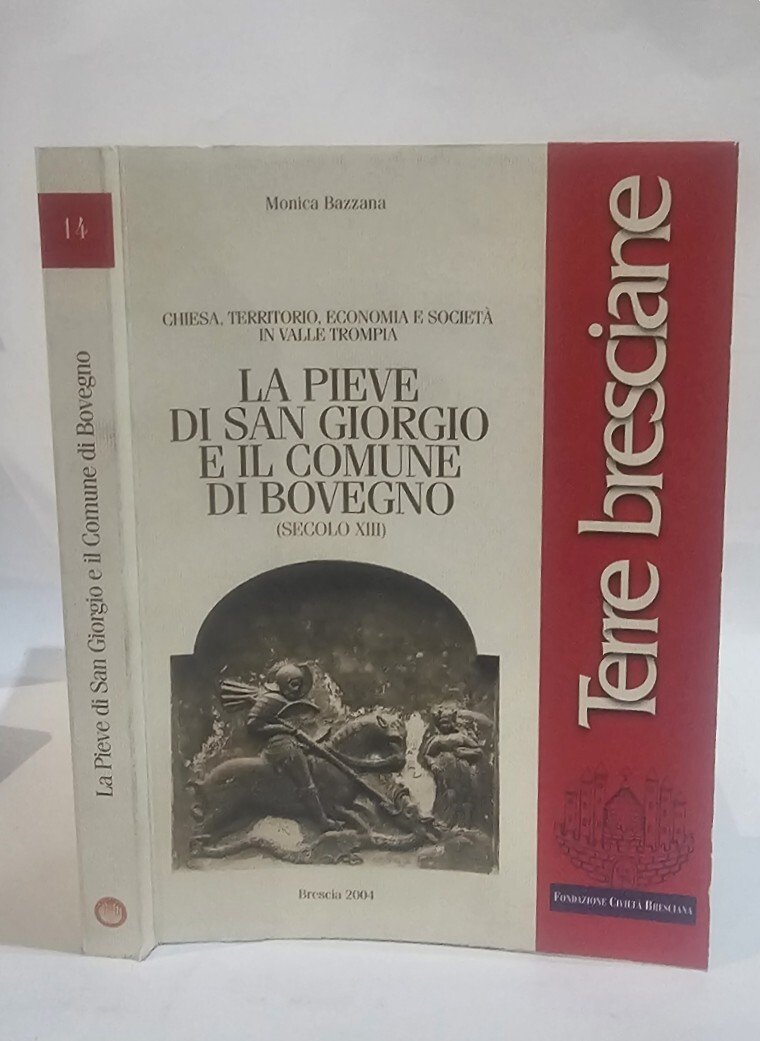 14
La Pieve di San Giorgio e il Comune di Bovegno
Monica Bazzana
CHIESA, TERRITORIO, ECONOMIA E SOCIETÀ
IN VALLE TROMPIA
LA PIEVE
DI SAN GIORGIO
E IL COMUNE
DI BOVEGNO
(SECOLO XIII)
Brescia 2004
Terre bresciane
FONDAZIONE CIVILTÀ BRESCIANA